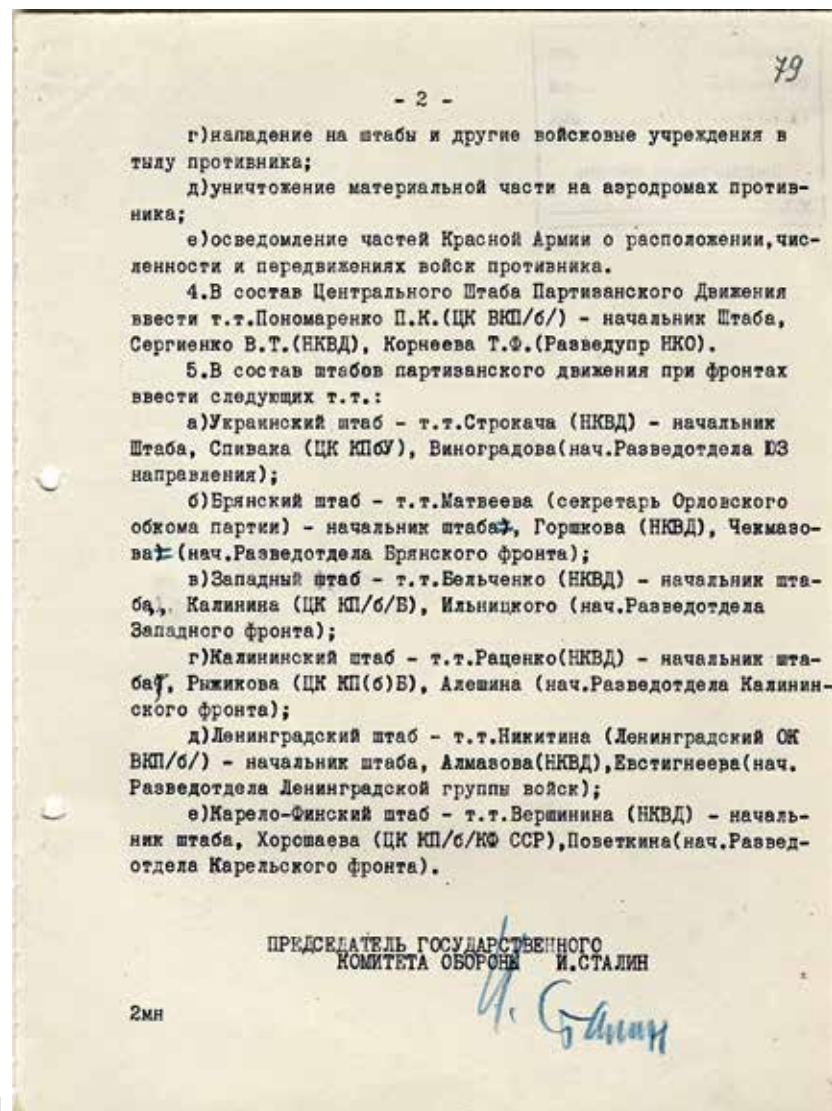 79
- 2 -
г)нападение на штабы и другие войсковые учреждения в
тылу противника;
д)уничтожение материальной части на аэродромах против-
ника;
е)осведомление частей Красной Армии о расположении,чис-
ленности и передвижениях войск противника.
4.В состав Центрального Штаба Партизанского Движения
ввести т.т.Пономаренко П.К.(ЦК ВКП/б/) - начальник Штаба,
Сергиенко В.Т.(НКВД), Корнеева Т.Ф.(Разведупр НКО).
5.В состав штабов партизанского движения при фронтах
ввести следующих т.т.:
а)Украинский штаб - т.т.Строкача (НКВД) - начальник
Штаба, Спивака (ЦК КПбУ), Виноградова(нач.Разведотдела ЮЗ
направления);
б)Брянский штаб - т.т.Матвеева (секретарь Орловского
обкома партии) - начальник штаба, Горшкова (НКВД), Чекмазо-
ва (нач.Разведотдела Брянского фронта);
в)Западный штаб - т.т.Бельченко (НКВД) - начальник шта-
ба, Калинина (ЦК КП/б/Б), Ильницкого (нач.Разведотдела
Западного фронта);
г)Калининский штаб - т.т.Раценко(НКВД) - начальник шта-
ба, Рыжикова (ЦК КП(б)Б), Алешина (нач.Разведотдела Калинин-
ского фронта);
д)Ленинградский штаб - т.т.Никитина (Ленинградский ОК
ВКП/б/) - начальник штаба, Алмазова(НКВД),Евстигнеева(нач.
Разведотдела Ленинградской группы войск);
е)Карело-Финский штаб - т.т.Вершинина (НКВД) - началь-
ник штаба, Хорошаева (ЦК КП/б/КФ ССР),Поветкина(нач.Развед-
отдела Карельского фронта).
ПРЕДСЕДАТЕЛЬ ГОСУДАРСТВЕННОГО
КОМИТЕТА ОБОРОНЫ И.СТАЛИН
И. Сталин
2мн